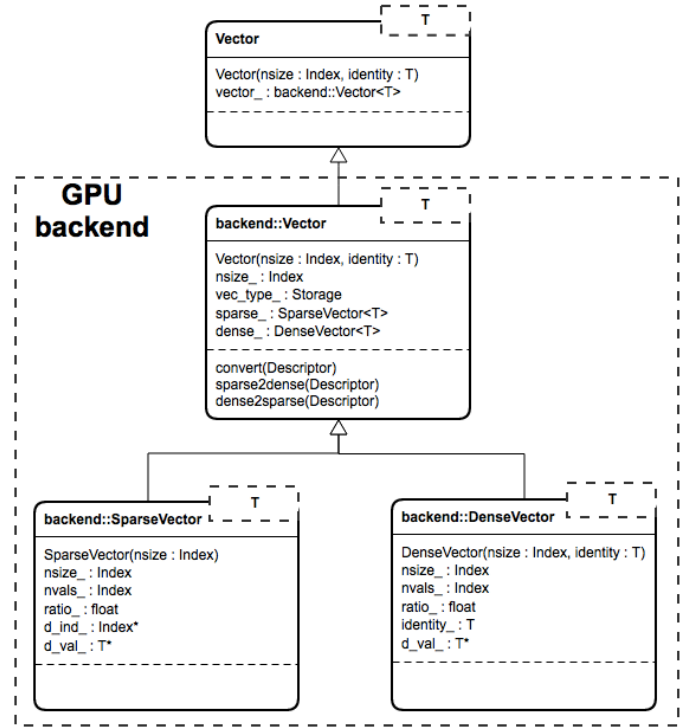 T
Vector
Vector(nsize : Index, identity : T)
vector_ : backend::Vector<T>
GPU
backend
T
backend::Vector
Vector(nsize : Index, identity : T)
nsize_ : Index
vec_type_ : Storage
sparse_ : SparseVector<T>
dense_ : DenseVector<T>
convert(Descriptor)
sparse2dense(Descriptor)
dense2sparse(Descriptor)
T
backend::SparseVector
SparseVector(nsize : Index)
nsize_ : Index
nvals_ : Index
ratio_ : float
d_ind_ : Index*
d_val_ : T*
T
backend::DenseVector
DenseVector(nsize : Index, identity : T)
nsize_ : Index
nvals_ : Index
ratio_ : float
identity_ : T
d_val_ : T*